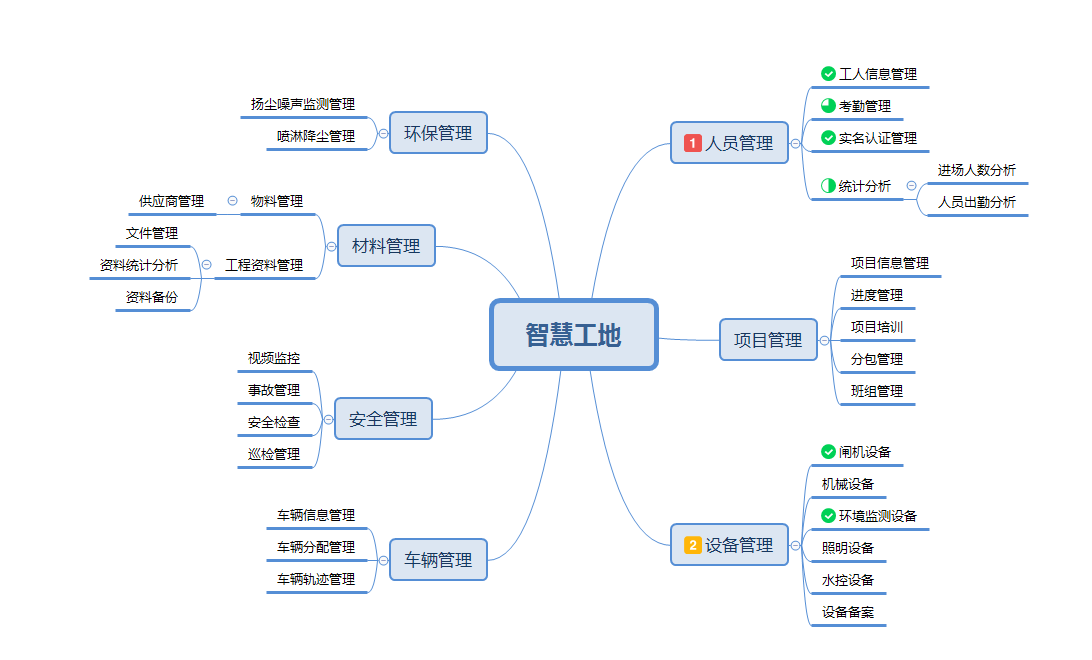 智慧工地
1 人员管理
工人信息管理
考勤管理
实名认证管理
统计分析
进场人数分析
人员出勤分析
项目管理
项目信息管理
进度管理
项目培训
分包管理
班组管理
2 设备管理
闸机设备
机械设备
环境监测设备
照明设备
水控设备
设备备案
环保管理
扬尘噪声监测管理
喷淋降尘管理
材料管理
物料管理
供应商管理
工程资料管理
文件管理
资料统计分析
资料备份
安全管理
视频监控
事故管理
安全检查
巡检管理
车辆管理
车辆信息管理
车辆分配管理
车辆轨迹管理